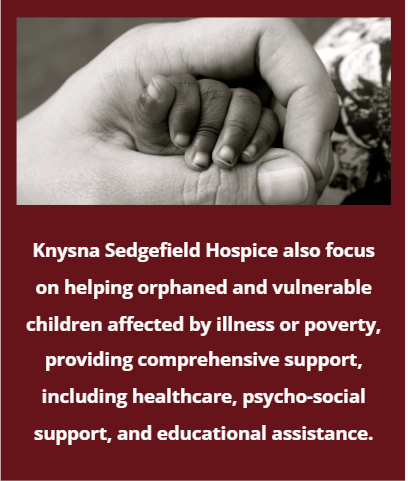 Knysna Sedgefield Hospice also focus
on helping orphaned and vulnerable
children affected by illness or poverty,
providing comprehensive support,
including healthcare, psycho-social
support, and educational assistance.